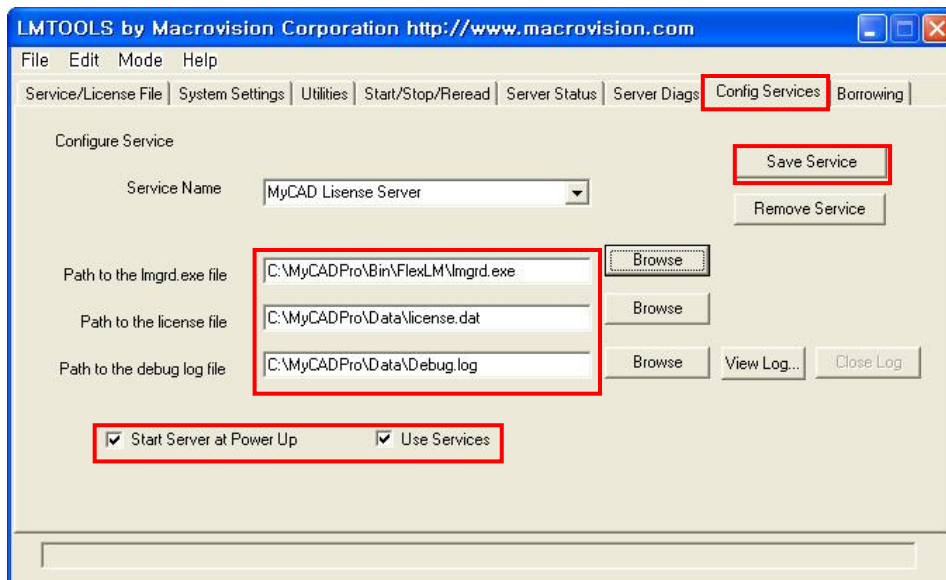 LMTOOLS by Macrovision Corporation http://www.macrovision.com
File Edit Mode Help
Service/License File System Settings Utilities Start/Stop/Reread Server Status Server Diags Config Services Borrowing
Configure Service
Save Service
Service Name MyCAD Lisense Server
Remove Service
Path to the lmgrd.exe file C:\MyCADPro\Bin\FlexLM\lmgrd.exe Browse
Path to the license file C:\MyCADPro\Data\license.dat Browse
Path to the debug log file C:\MyCADPro\Data\Debug.log Browse View Log... Close Log
Start Server at Power Up Use Services